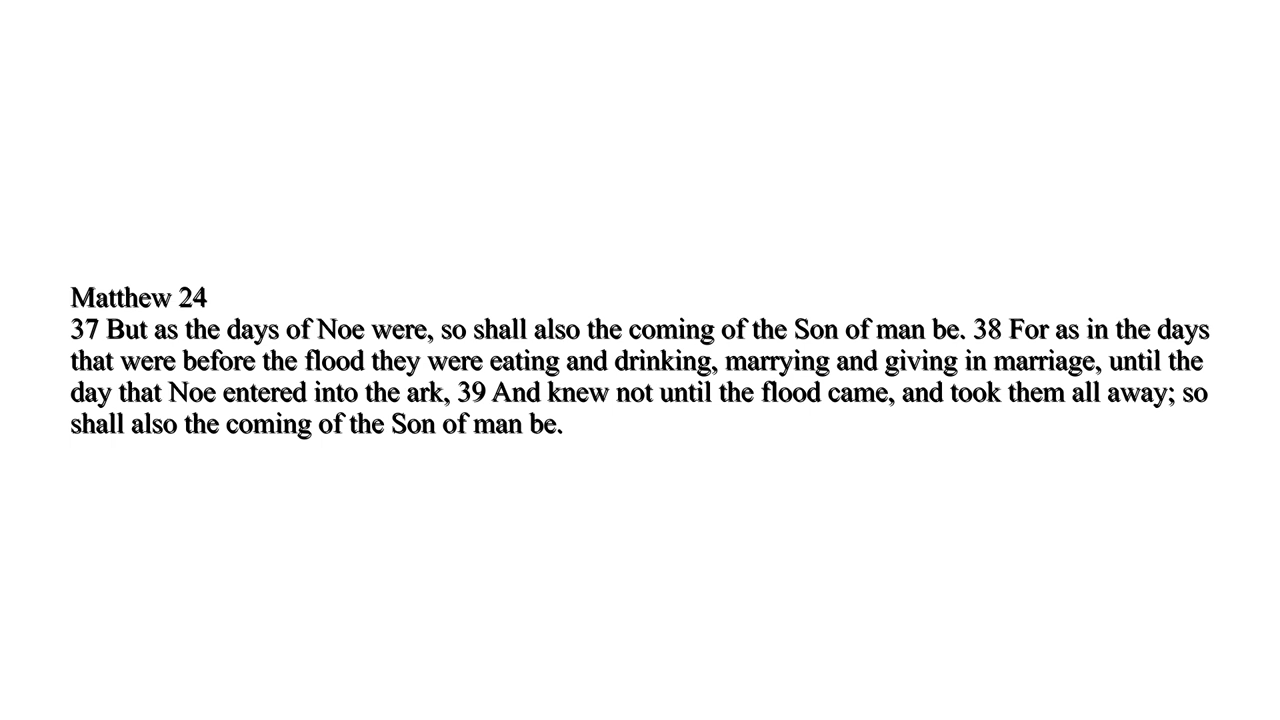 Matthew 24
37 But as the days of Noe were, so shall also the coming of the Son of man be. 38 For as in the days
that were before the flood they were eating and drinking, marrying and giving in marriage, until the
day that Noe entered into the ark, 39 And knew not until the flood came, and took them all away; so
shall also the coming of the Son of man be.